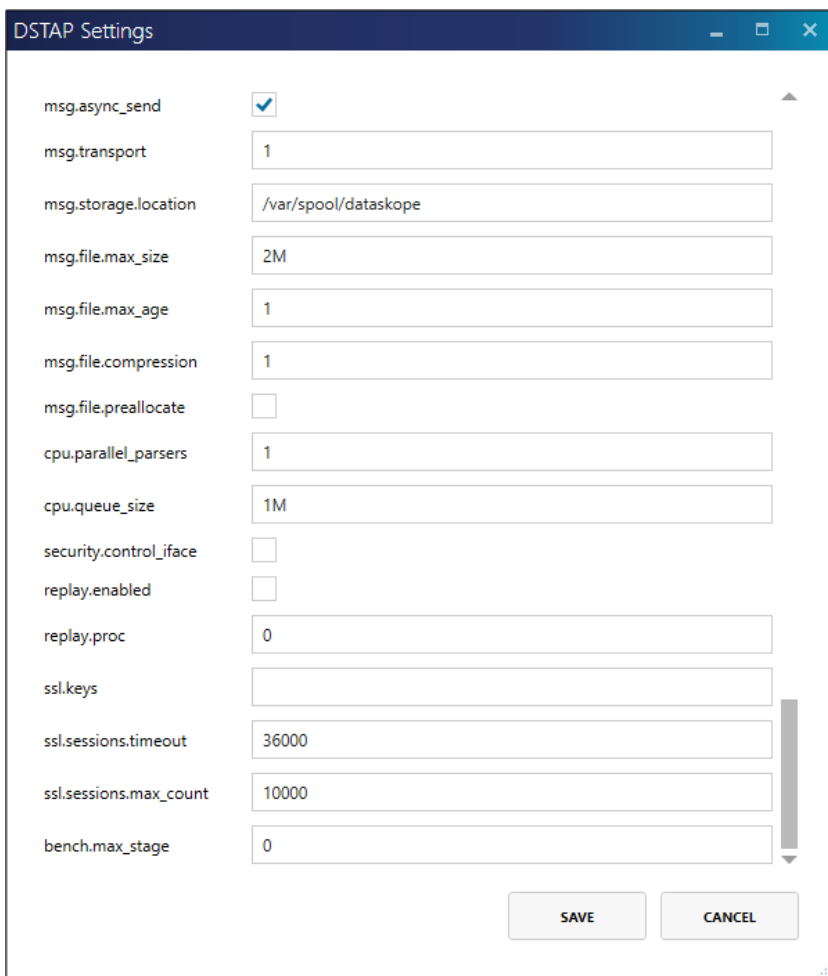 DSTAP Settings
msg.async_send
msg.transport 1
msg.storage.location /var/spool/dataskope
msg.file.max_size 2M
msg.file.max_age 1
msg.file.compression 1
msg.file.preallocate
cpu.parallel_parsers 1
cpu.queue_size 1M
security.control_iface
replay.enabled
replay.proc 0
ssl.keys
ssl.sessions.timeout 36000
ssl.sessions.max_count 10000
bench.max_stage 0
SAVE CANCEL